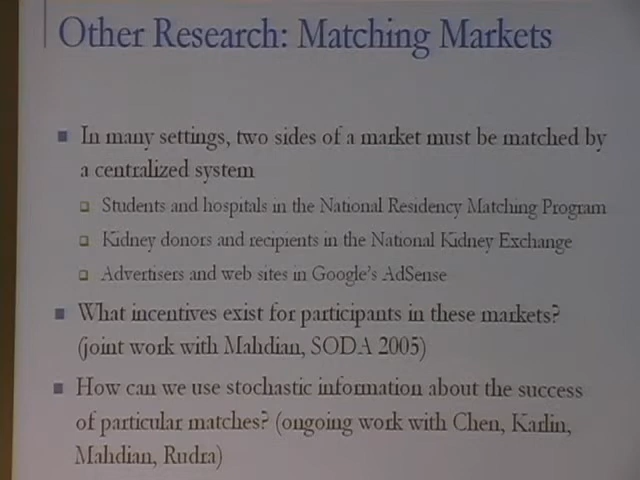 Other Research: Matching Markets
In many settings, two sides of a market must be matched by
a centralized system
Students and hospitals in the National Residency Matching Program
Kidney donors and recipients in the National Kidney Exchange
Advertisers and web sites in Google's AdSense
What incentives exist for participants in these markets?
(joint work with Mahdian, SODA 2005)
How can we use stochastic information about the success
of particular matches? (ongoing work with Chen, Karlin,
Mahdian, Rudra)